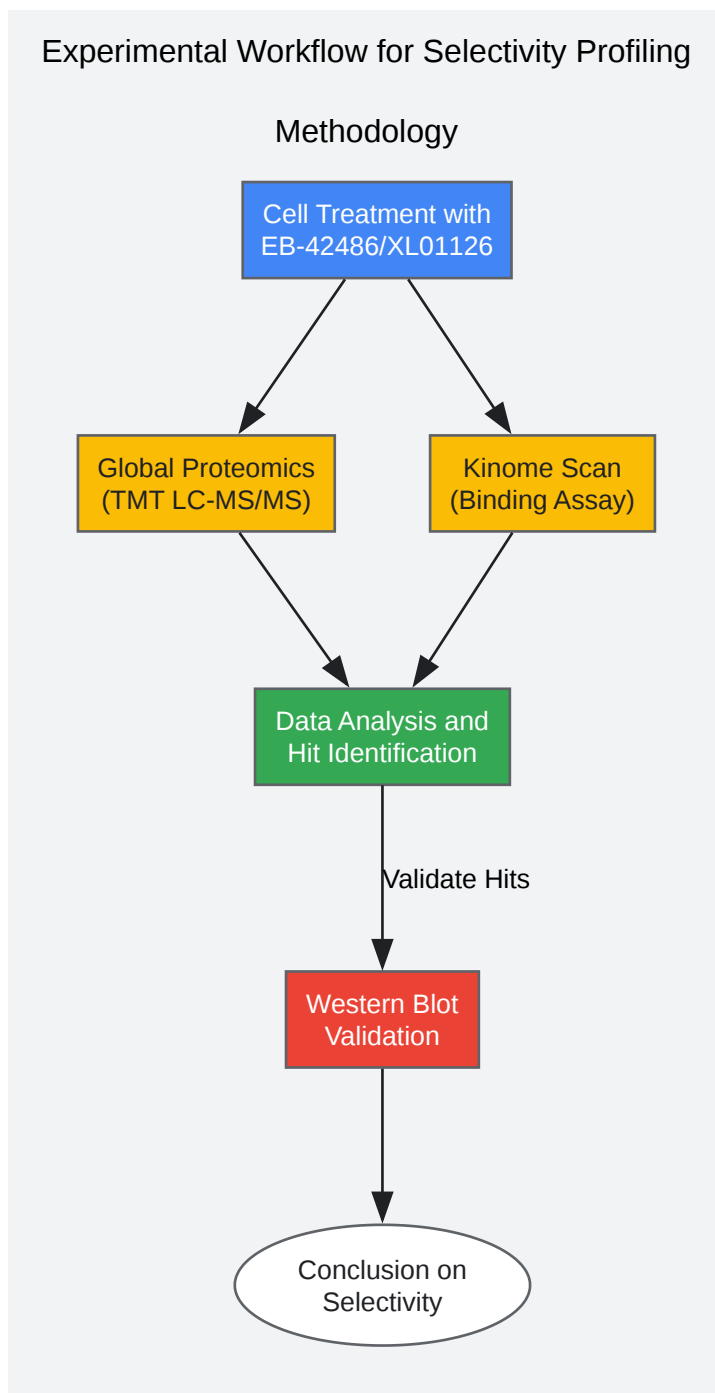 Experimental Workflow for Selectivity Profiling
Methodology
Cell Treatment with
EB-42486/XL01126
Global Proteomics
(TMT LC-MS/MS)
Kinome Scan
(Binding Assay)
Data Analysis and
Hit Identification
Validate Hits
Western Blot
Validation
Conclusion on
Selectivity